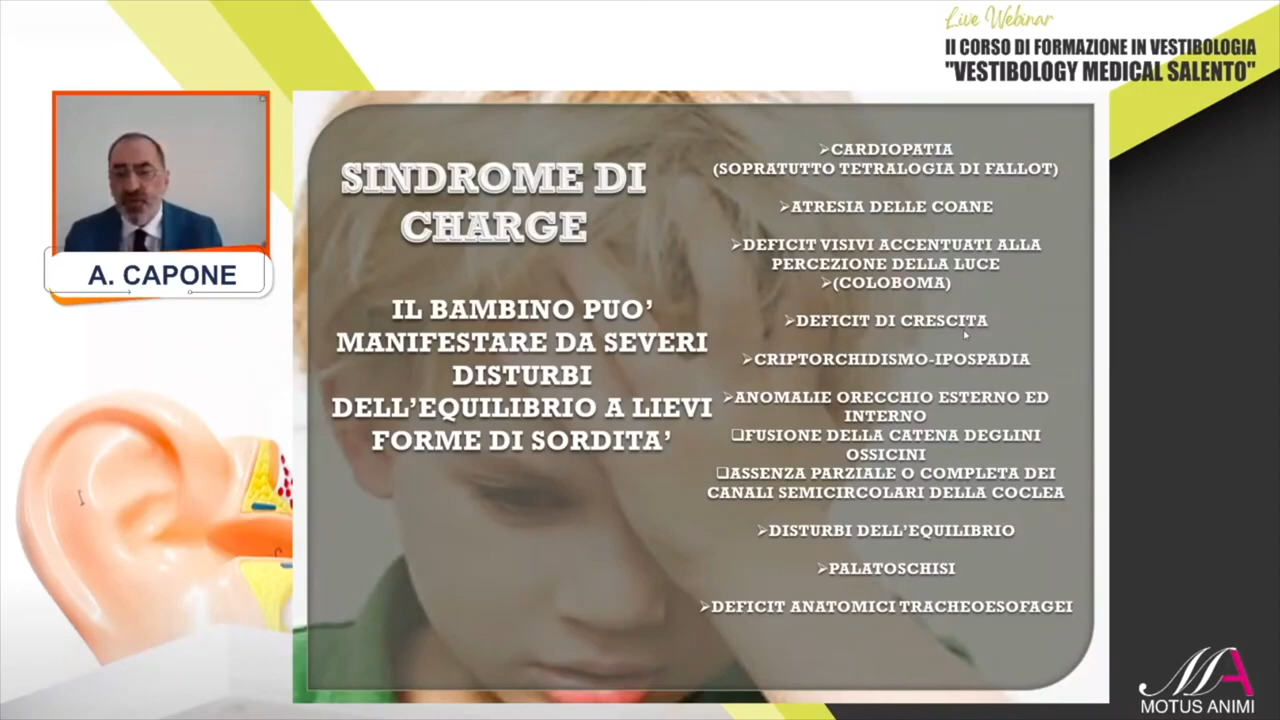 Live Webinar
II CORSO DI FORMAZIONE IN VESTIBOLOGIA
"VESTIBOLOGY MEDICAL SALENTO"
A. CAPONE
SINDROME DI
CHARGE
IL BAMBINO PUO'
MANIFESTARE DA SEVERI
DISTURBI
DELL'EQUILIBRIO A LIEVI
FORME DI SORDITA'
➢CARDIOPATIA
(SOPRATUTTO TETRALOGIA DI FALLOT)
➢ATRESIA DELLE COANE
➢DEFICIT VISIVI ACCENTUATI ALLA
PERCEZIONE DELLA LUCE
➢(COLOBOMA)
➢DEFICIT DI CRESCITA
➢CRIPTORCHIDISMO-IPOSPADIA
➢ANOMALIE ORECCHIO ESTERNO ED
INTERNO
❑FUSIONE DELLA CATENA DEGLINI
OSSICINI
❑ASSENZA PARZIALE O COMPLETA DEI
CANALI SEMICIRCOLARI DELLA COCLEA
➢DISTURBI DELL'EQUILIBRIO
➢PALATOSCHISI
➢DEFICIT ANATOMICI TRACHEOESOFAGEI
MA
MOTUS ANIMI